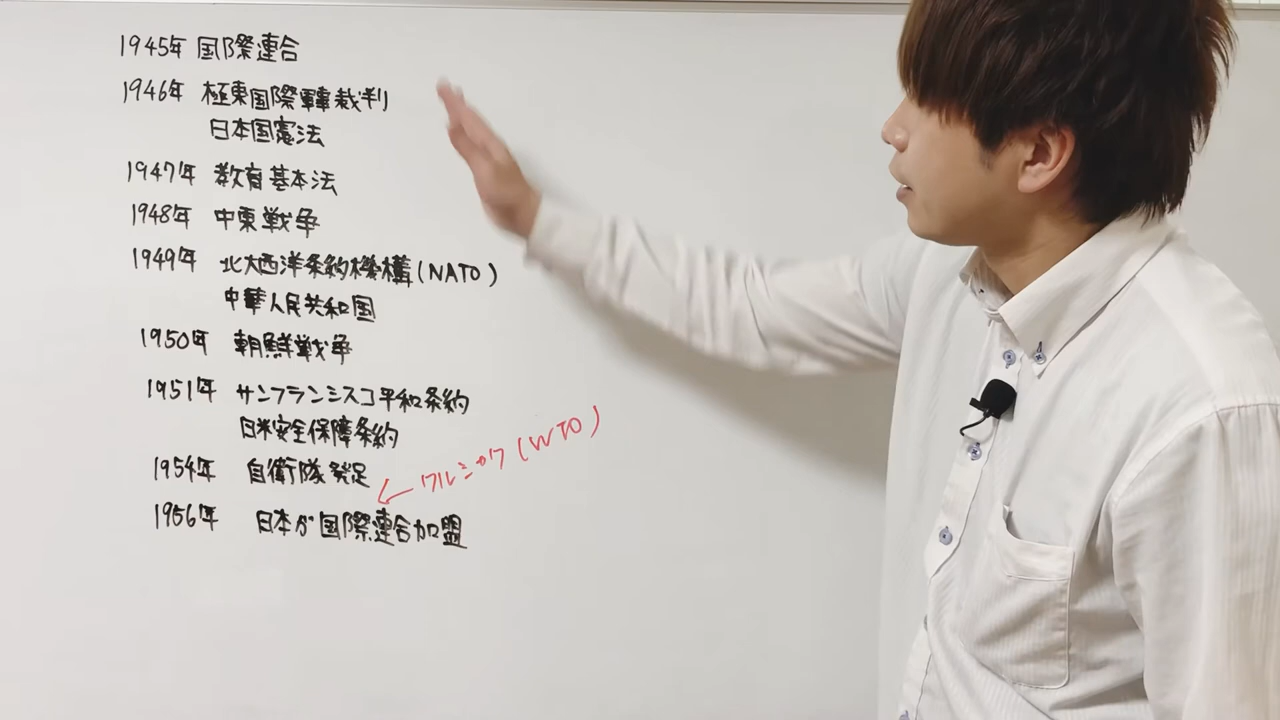 1945年 国際連合
1946年 極東国際軍事裁判
日本国憲法
1947年 教育基本法
1948年 中東戦争
1949年 北大西洋条約機構(NATO)
中華人民共和国
1950年 朝鮮戦争
1951年 サンフランシスコ平和条約
日米安全保障条約
1954年 自衛隊発足
ワルシャワ(WTO)
1956年 日本が国際連合加盟